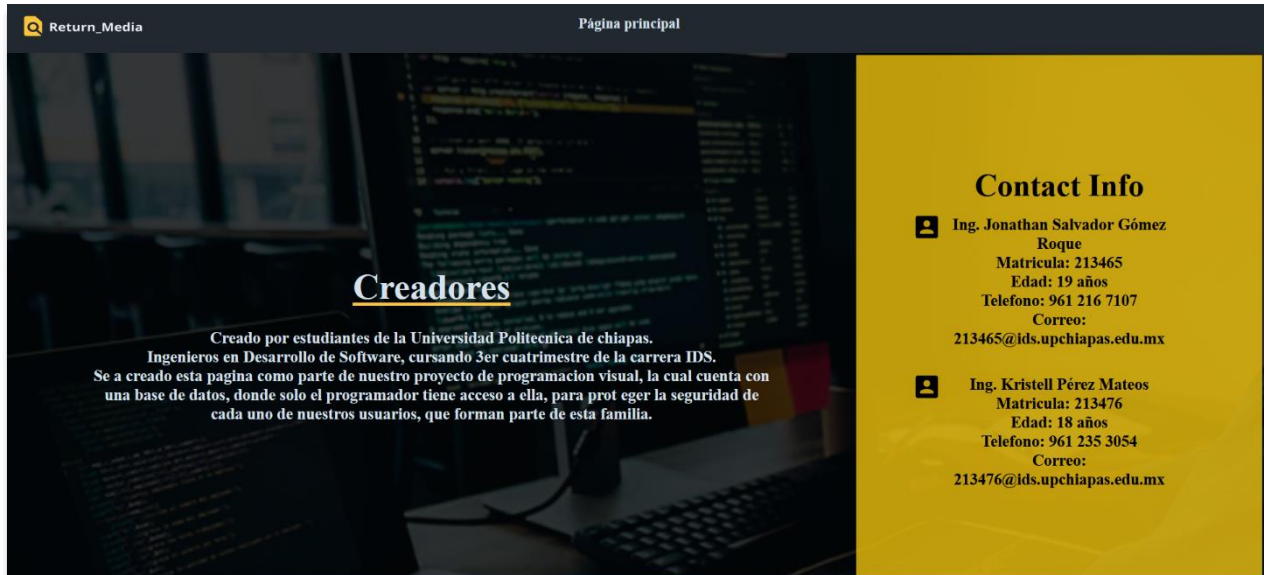 Return_Media
Página principal
Creadores
Creado por estudiantes de la Universidad Politecnica de chiapas.
Ingenieros en Desarrollo de Software, cursando 3er cuatrimestre de la carrera IDS.
Se a creado esta pagina como parte de nuestro proyecto de programacion visual, la cual cuenta con
una base de datos, donde solo el programador tiene acceso a ella, para prot eger la seguridad de
cada uno de nuestros usuarios, que forman parte de esta familia.
Contact Info
Ing. Jonathan Salvador Gómez
Roque
Matricula: 213465
Edad: 19 años
Telefono: 961 216 7107
Correo:
213465@ids.upchiapas.edu.mx
Ing. Kristell Pérez Mateos
Matricula: 213476
Edad: 18 años
Telefono: 961 235 3054
Correo:
213476@ids.upchiapas.edu.mx